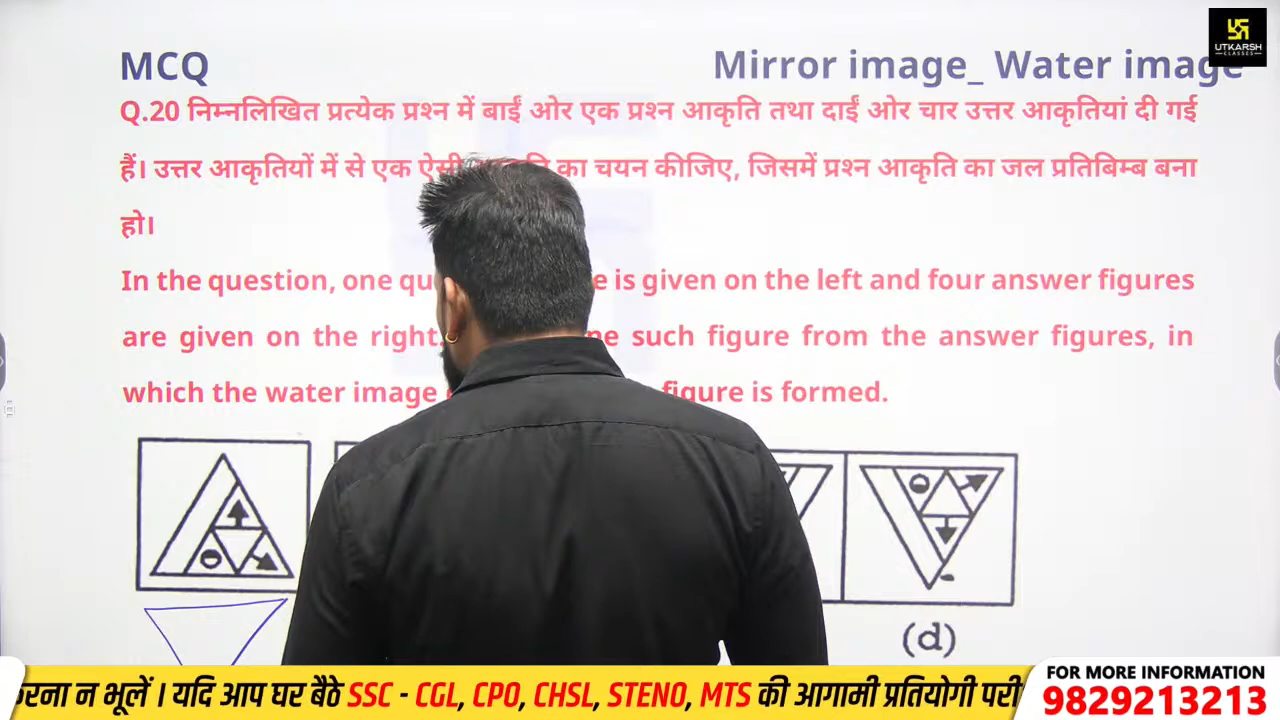 UTKARSH
CLASSES
MCQ
Mirror image_ Water image
Q.20 निम्नलिखित प्रत्येक प्रश्न में बाईं ओर एक प्रश्न आकृति तथा दाईं ओर चार उत्तर आकृतियां दी गई
हैं। उत्तर आकृतियों में से एक का चयन कीजिए, जिसमें प्रश्न आकृति का जल प्रतिबिम्ब बना
हो।
In the question, one is given on the left and four answer figures
are given on the right. such figure from the answer figures, in
which the water image figure is formed.
(d)
करना न भूलें । यदि आप घर बैठे SSC - CGL, CPO, CHSL, STENO, MTS की आगामी प्रतियोगी
FOR MORE INFORMATION
9829213213